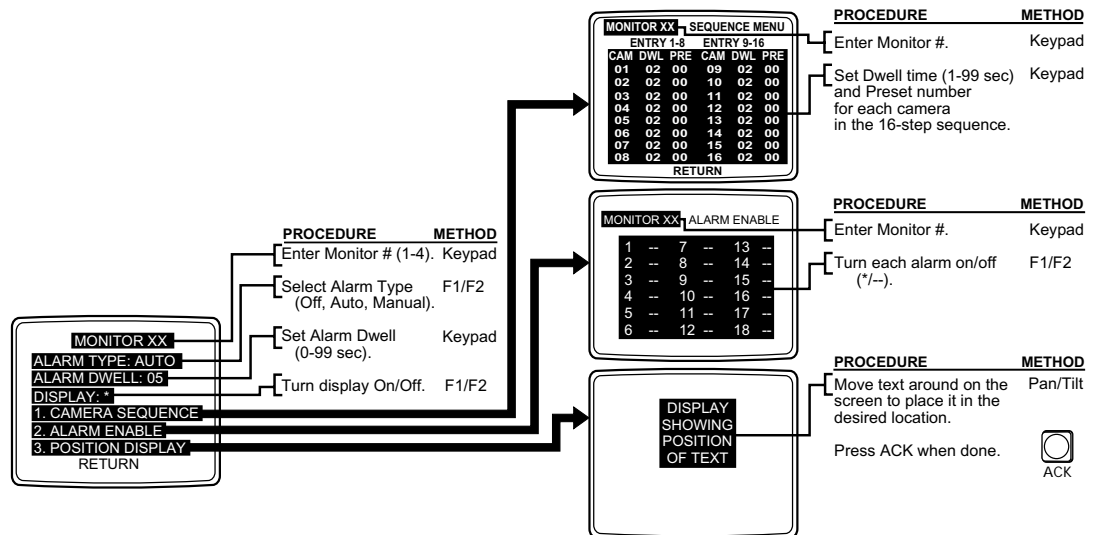 PROCEDURE METHOD
MONITOR XX SEQUENCE MENU
ENTRY 1-8 ENTRY 9-16
CAM DWL PRE CAM DWL PRE
01 02 00 09 02 00
02 02 00 10 02 00
03 02 00 11 02 00
04 02 00 12 02 00
05 02 00 13 02 00
06 02 00 14 02 00
07 02 00 15 02 00
08 02 00 16 02 00
RETURN
Enter Monitor #. Keypad
Set Dwell time (1-99 sec) Keypad
and Preset number
for each camera
in the 16-step sequence.
PROCEDURE METHOD
MONITOR XX ALARM ENABLE
1 -- 7 -- 13 --
2 -- 8 -- 14 --
3 -- 9 -- 15 --
4 -- 10 -- 16 --
5 -- 11 -- 17 --
6 -- 12 -- 18 --
Enter Monitor #. Keypad
Turn each alarm on/off F1/F2
(*/--).
PROCEDURE METHOD
Enter Monitor # (1-4). Keypad
Select Alarm Type F1/F2
(Off, Auto, Manual).
Set Alarm Dwell Keypad
(0-99 sec).
Turn display On/Off. F1/F2
MONITOR XX
ALARM TYPE: AUTO
ALARM DWELL: 05
DISPLAY: *
1. CAMERA SEQUENCE
2. ALARM ENABLE
3. POSITION DISPLAY
RETURN
PROCEDURE METHOD
DISPLAY
SHOWING
POSITION
OF TEXT
Move text around on the Pan/Tilt
screen to place it in the
desired location.
Press ACK when done.
ACK